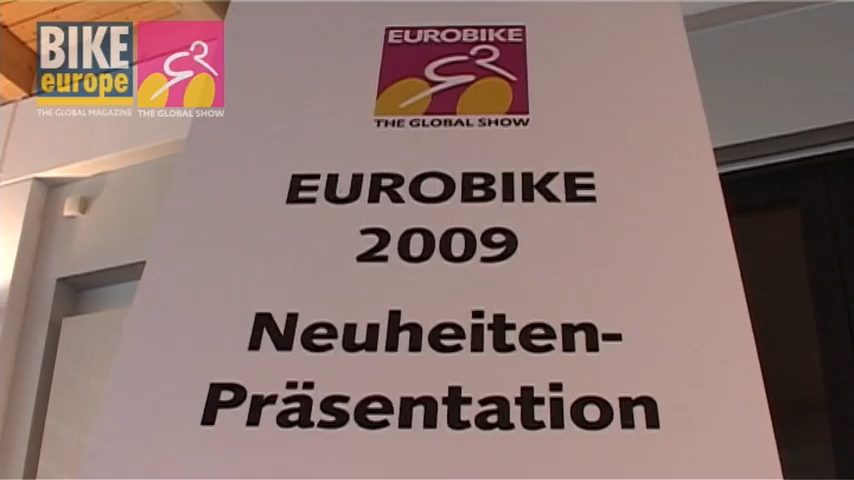 BIKE
europe
THE GLOBAL MAGAZINE
THE GLOBAL SHOW
EUROBIKE
THE GLOBAL SHOW
EUROBIKE
2009
Neuheiten-
Präsentation